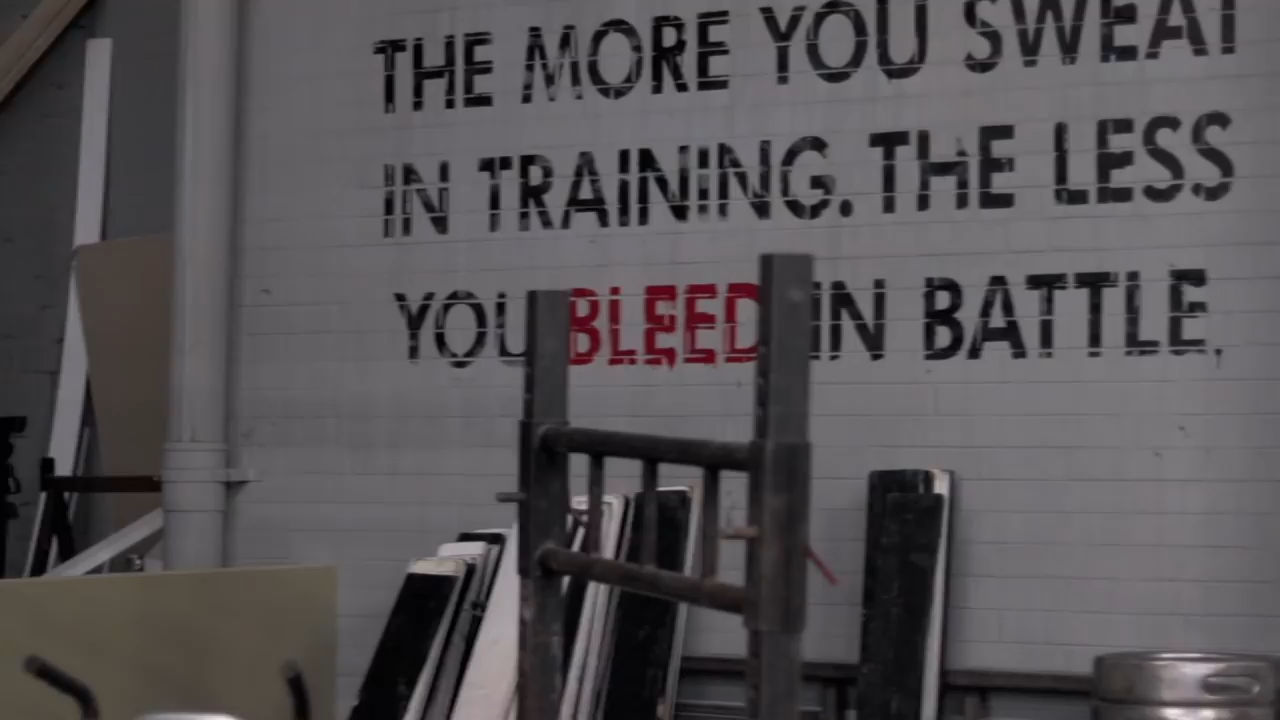 THE MORE YOU SWEAT
IN TRAINING. THE LESS
YOU BLEED IN BATTLE.